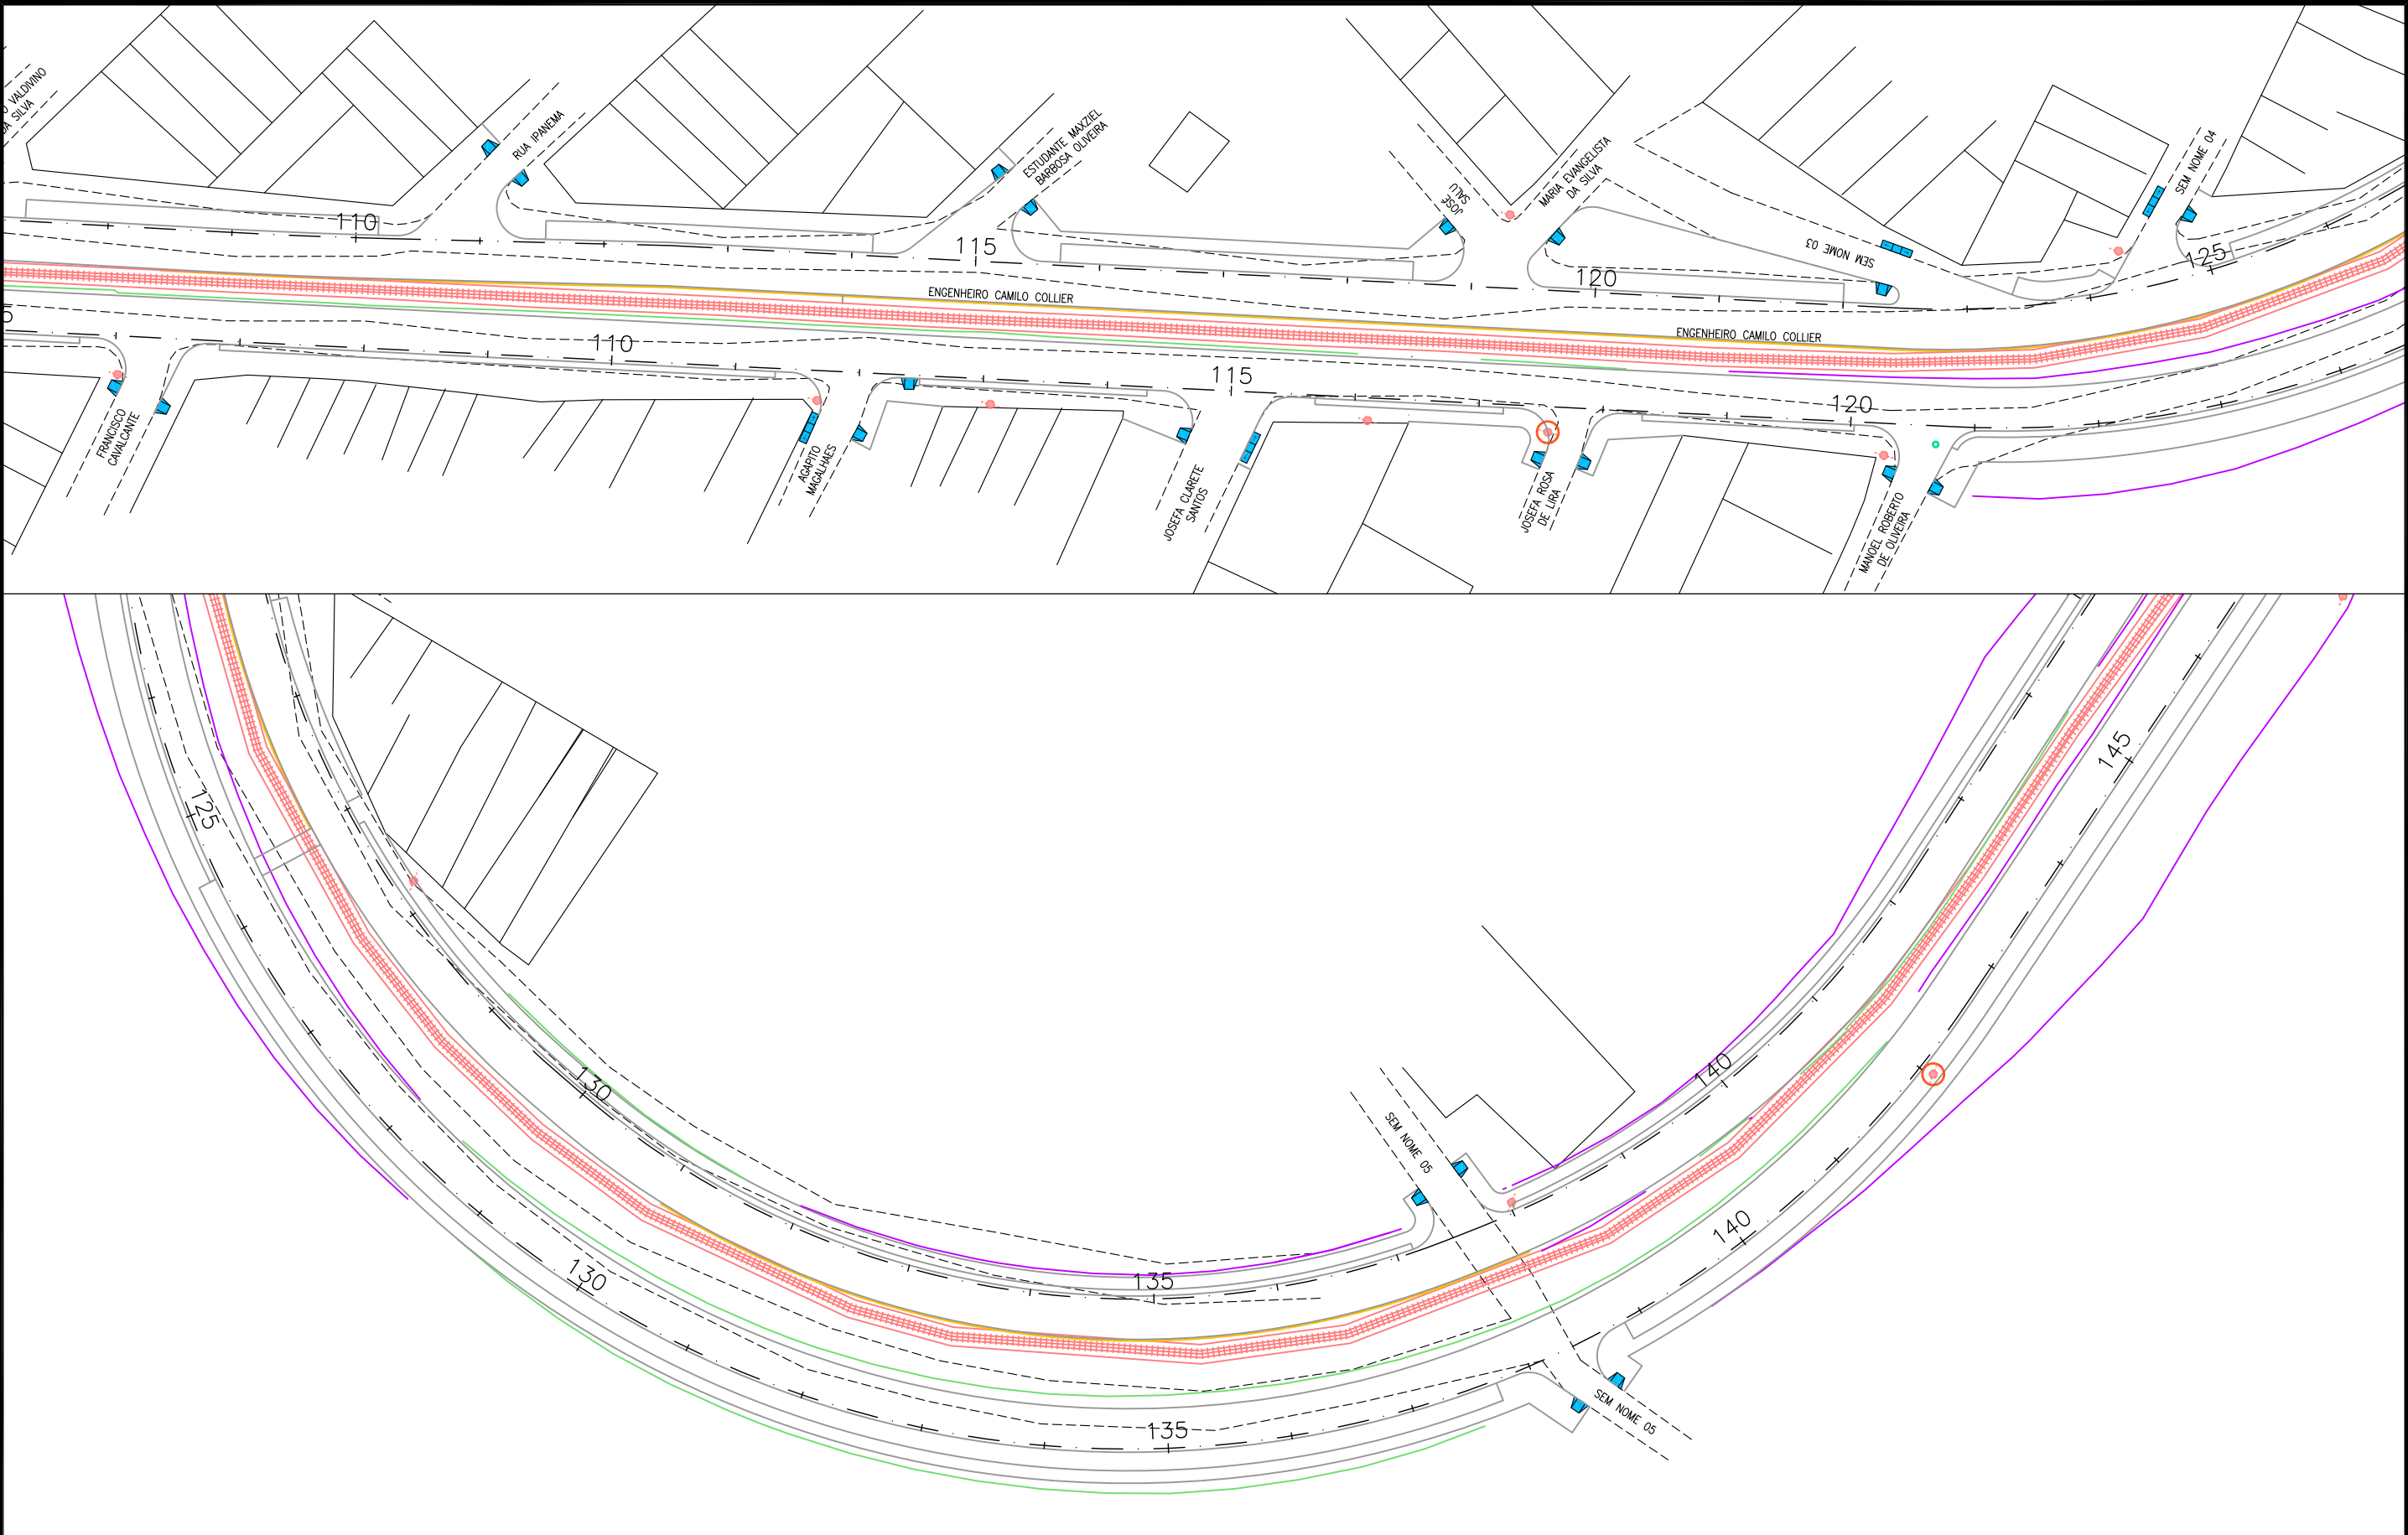 VALDIVINO
DA SILVA
RUA IPANEMA
ESTUDANTE MAXZIEL
BARBOSA OLIVEIRA
JOSÉ
SALU
MARIA EVANGELISTA
DA SILVA
SEM NOME 03
SEM NOME 04
110
115
120
125
ENGENHEIRO CAMILO COLLIER
ENGENHEIRO CAMILO COLLIER
5
110
115
120
FRANCISCO
CAVALCANTE
AGAPITO
MAGALHAES
JOSEFA CLARETE
SANTOS
JOSEFA ROSA
DE LIRA
MANOEL ROBERTO
DE OLIVEIRA
125
145
130
140
SEM NOME 05
140
130
135
135
SEM NOME 05